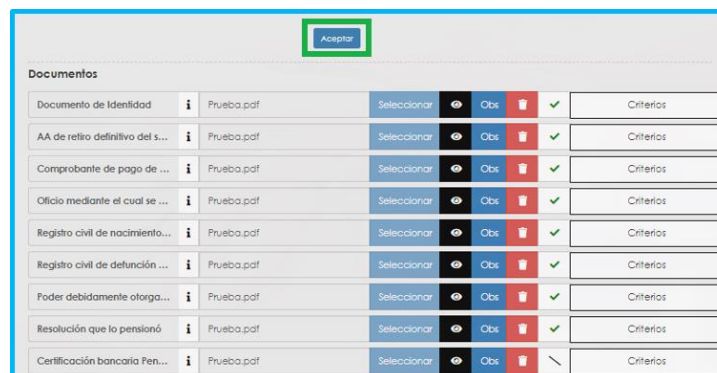 Aceptar
Documentos
Documento de Identidad i Prueba.pdf Seleccionar Obs Criterios
AA de retiro definitivo del s... i Prueba.pdf Seleccionar Obs Criterios
Comprobante de pago de ... i Prueba.pdf Seleccionar Obs Criterios
Oficio mediante el cual se ... i Prueba.pdf Seleccionar Obs Criterios
Registro civil de nacimiento... i Prueba.pdf Seleccionar Obs Criterios
Registro civil de defunción ... i Prueba.pdf Seleccionar Obs Criterios
Poder debidamente otorga... i Prueba.pdf Seleccionar Obs Criterios
Resolución que lo pensionó i Prueba.pdf Seleccionar Obs Criterios
Certificación bancaria Pen... i Prueba.pdf Seleccionar Obs Criterios